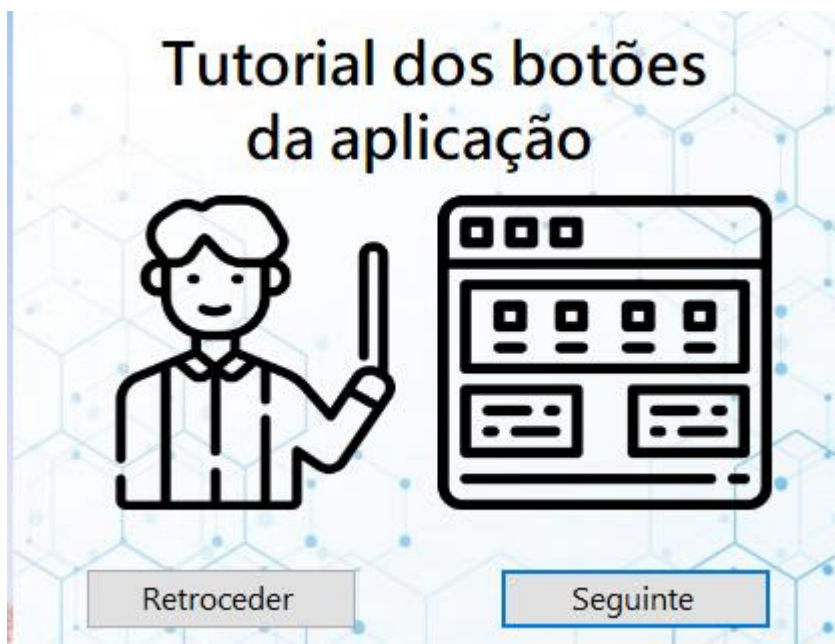 Tutorial dos botões
da aplicação
Retroceder
Seguinte